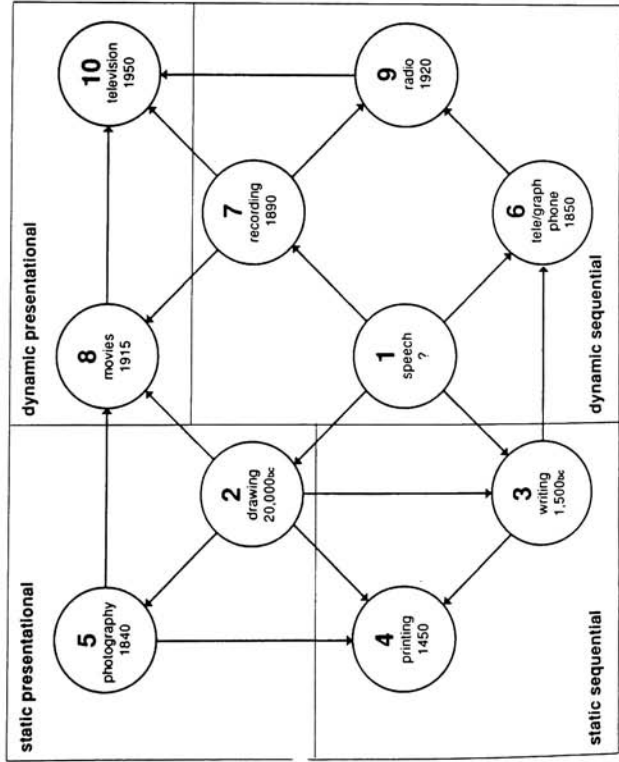 static presentational
dynamic presentational
5
photography
1840
8
movies
1915
10
television
1950
2
drawing
20,000bc
7
recording
1890
4
printing
1450
1
speech
?
9
radio
1920
3
writing
1,500bc
6
tele/graph
phone
1850
static sequential
dynamic sequential